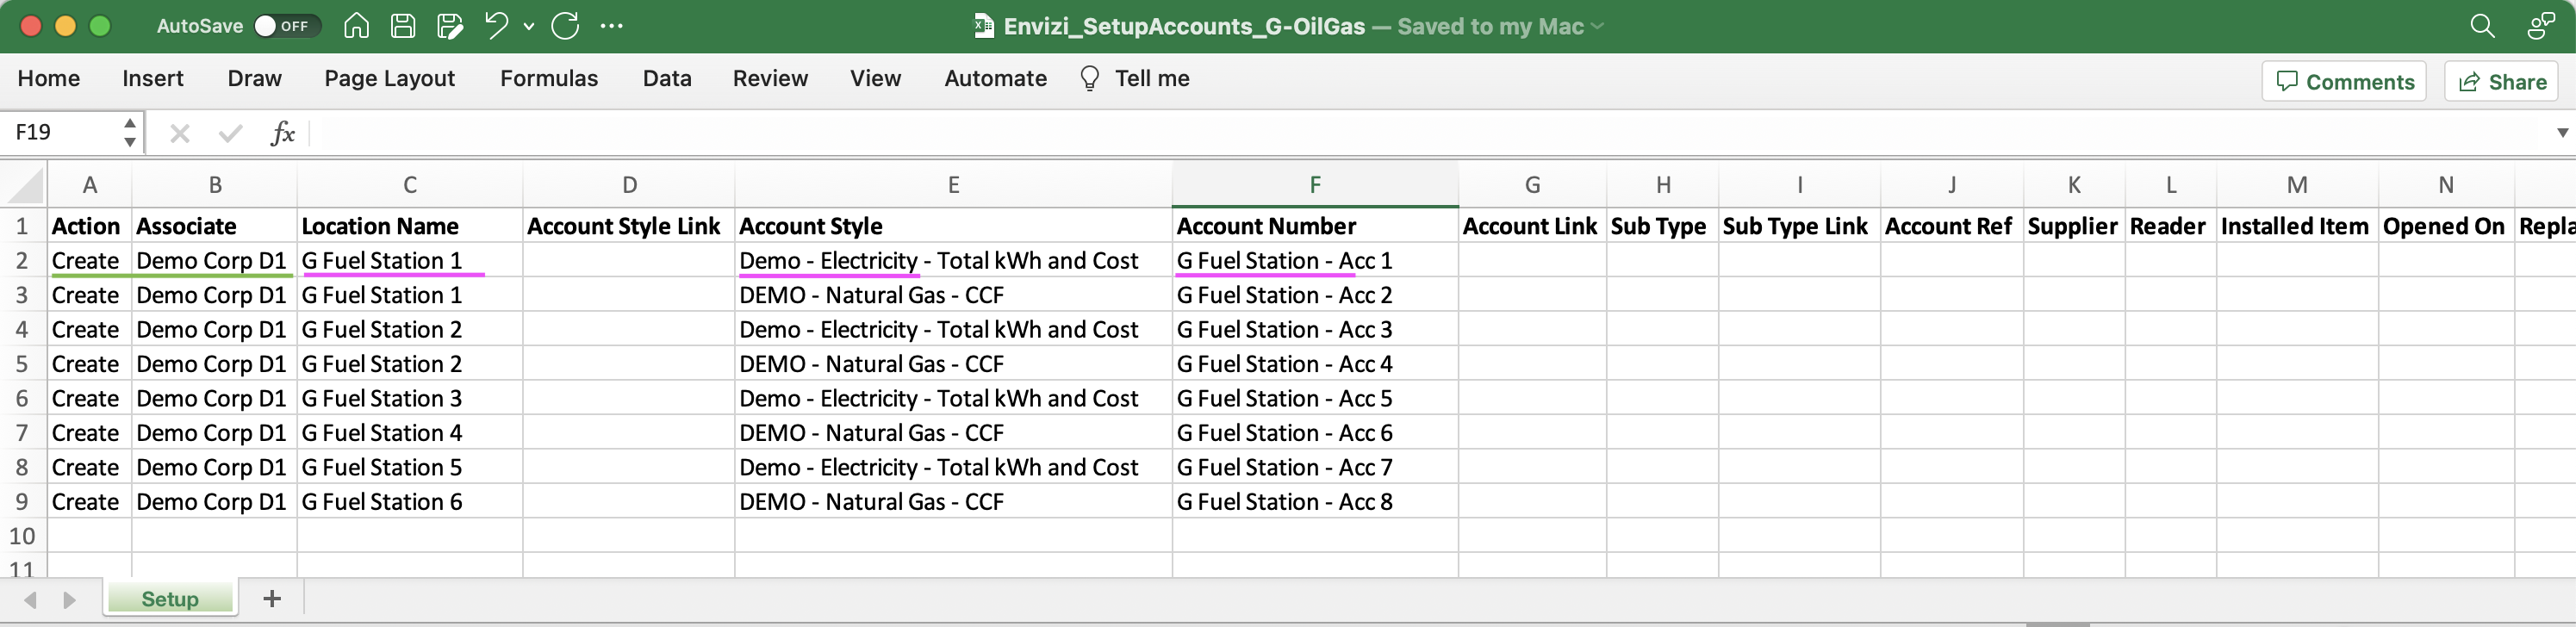 AutoSave OFF Envizi_SetupAccounts_G-OilGas — Saved to my Mac
Home Insert Draw Page Layout Formulas Data Review View Automate Tell me Comments Share
F19 fx
A B C D E F G H I J K L M N
1 Action Associate Location Name Account Style Link Account Style Account Number Account Link Sub Type Sub Type Link Account Ref Supplier Reader Installed Item Opened On Repla
2 Create Demo Corp D1 G Fuel Station 1 Demo - Electricity - Total kWh and Cost G Fuel Station - Acc 1
3 Create Demo Corp D1 G Fuel Station 1 DEMO - Natural Gas - CCF G Fuel Station - Acc 2
4 Create Demo Corp D1 G Fuel Station 2 Demo - Electricity - Total kWh and Cost G Fuel Station - Acc 3
5 Create Demo Corp D1 G Fuel Station 2 DEMO - Natural Gas - CCF G Fuel Station - Acc 4
6 Create Demo Corp D1 G Fuel Station 3 Demo - Electricity - Total kWh and Cost G Fuel Station - Acc 5
7 Create Demo Corp D1 G Fuel Station 4 DEMO - Natural Gas - CCF G Fuel Station - Acc 6
8 Create Demo Corp D1 G Fuel Station 5 Demo - Electricity - Total kWh and Cost G Fuel Station - Acc 7
9 Create Demo Corp D1 G Fuel Station 6 DEMO - Natural Gas - CCF G Fuel Station - Acc 8
10
11
Setup +